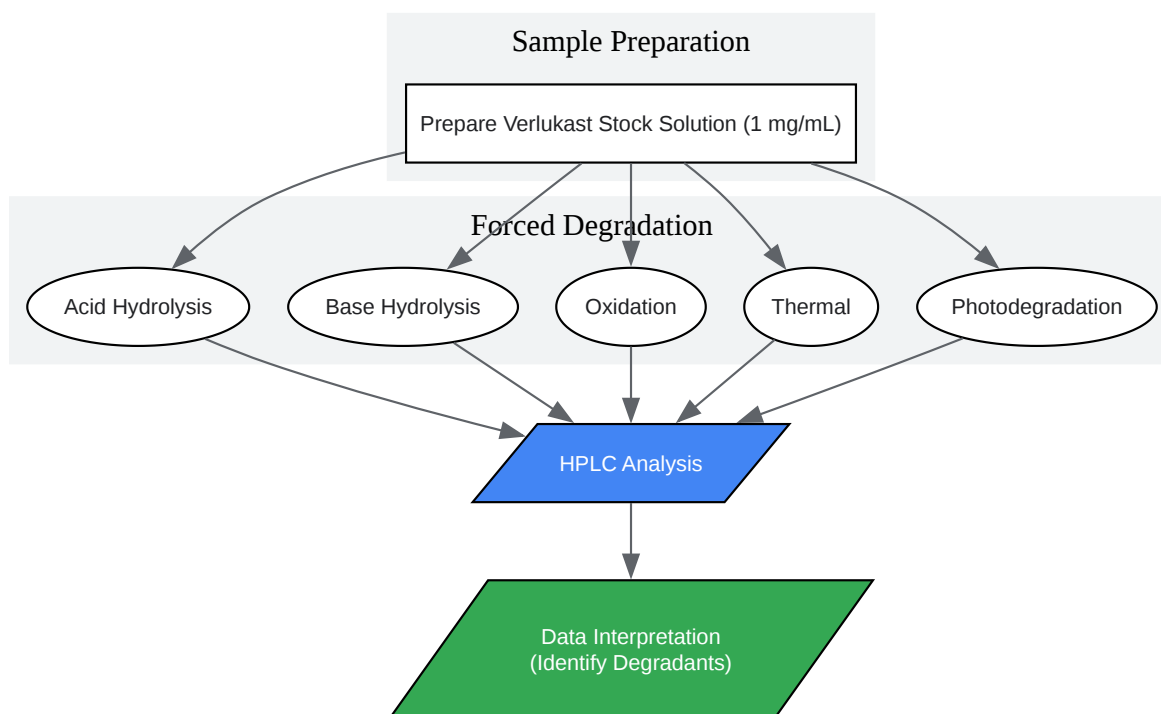 Sample Preparation
Prepare Verlukast Stock Solution (1 mg/mL)
Forced Degradation
Acid Hydrolysis
Base Hydrolysis
Oxidation
Thermal
Photodegradation
HPLC Analysis
Data Interpretation
(Identify Degradants)